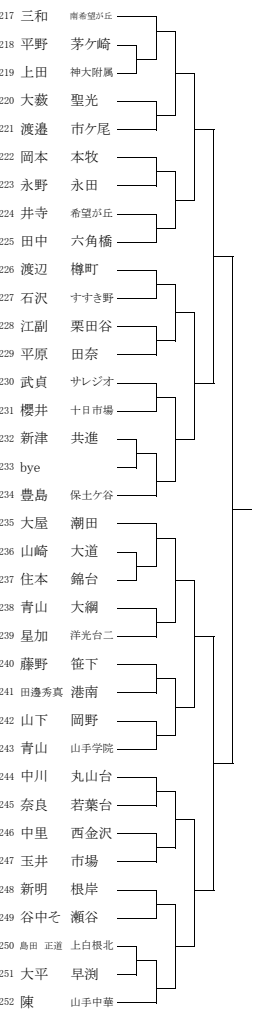 217 三和 南希望が丘
218 平野 茅ケ崎
219 上田 神大附属
220 大薮 聖光
221 渡邉 市ケ尾
222 岡本 本牧
223 永野 永田
224 井寺 希望が丘
225 田中 六角橋
226 渡辺 樽町
227 石沢 すすき野
228 江副 栗田谷
229 平原 田奈
230 武貞 サレジオ
231 櫻井 十日市場
232 新津 共進
233 bye
234 豊島 保土ケ谷
235 大屋 潮田
236 山崎 大道
237 住本 錦台
238 青山 大綱
239 星加 洋光台二
240 藤野 笹下
241 田邊秀真 港南
242 山下 岡野
243 青山 山手学院
244 中川 丸山台
245 奈良 若葉台
246 中里 西金沢
247 玉井 市場
248 新明 根岸
249 谷中そ 瀬谷
250 島田 正道 上白根北
251 大平 早渕
252 陳 山手中華